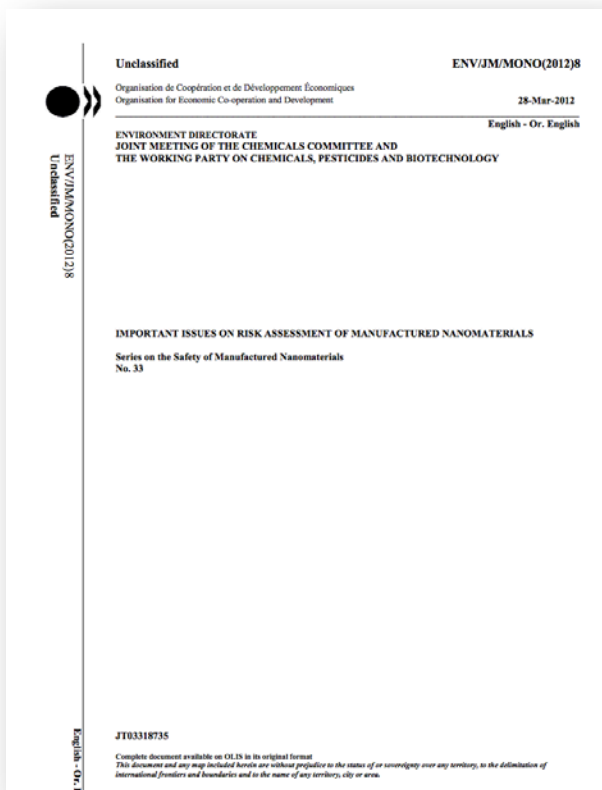 Unclassified ENV/JM/MONO(2012)8
Organisation de Coopération et de Développement Économiques
Organisation for Economic Co-operation and Development 28-Mar-2012
English - Or. English
ENVIRONMENT DIRECTORATE
JOINT MEETING OF THE CHEMICALS COMMITTEE AND
THE WORKING PARTY ON CHEMICALS, PESTICIDES AND BIOTECHNOLOGY
ENV/JM/MONO(2012)8
Unclassified
IMPORTANT ISSUES ON RISK ASSESSMENT OF MANUFACTURED NANOMATERIALS
Series on the Safety of Manufactured Nanomaterials
No. 33
English - Or.
JT03318735
Complete document available on OLIS in its original format
This document and any map included herein are without prejudice to the status of or sovereignty over any territory, to the delimitation of
international frontiers and boundaries and to the name of any territory, city or area.